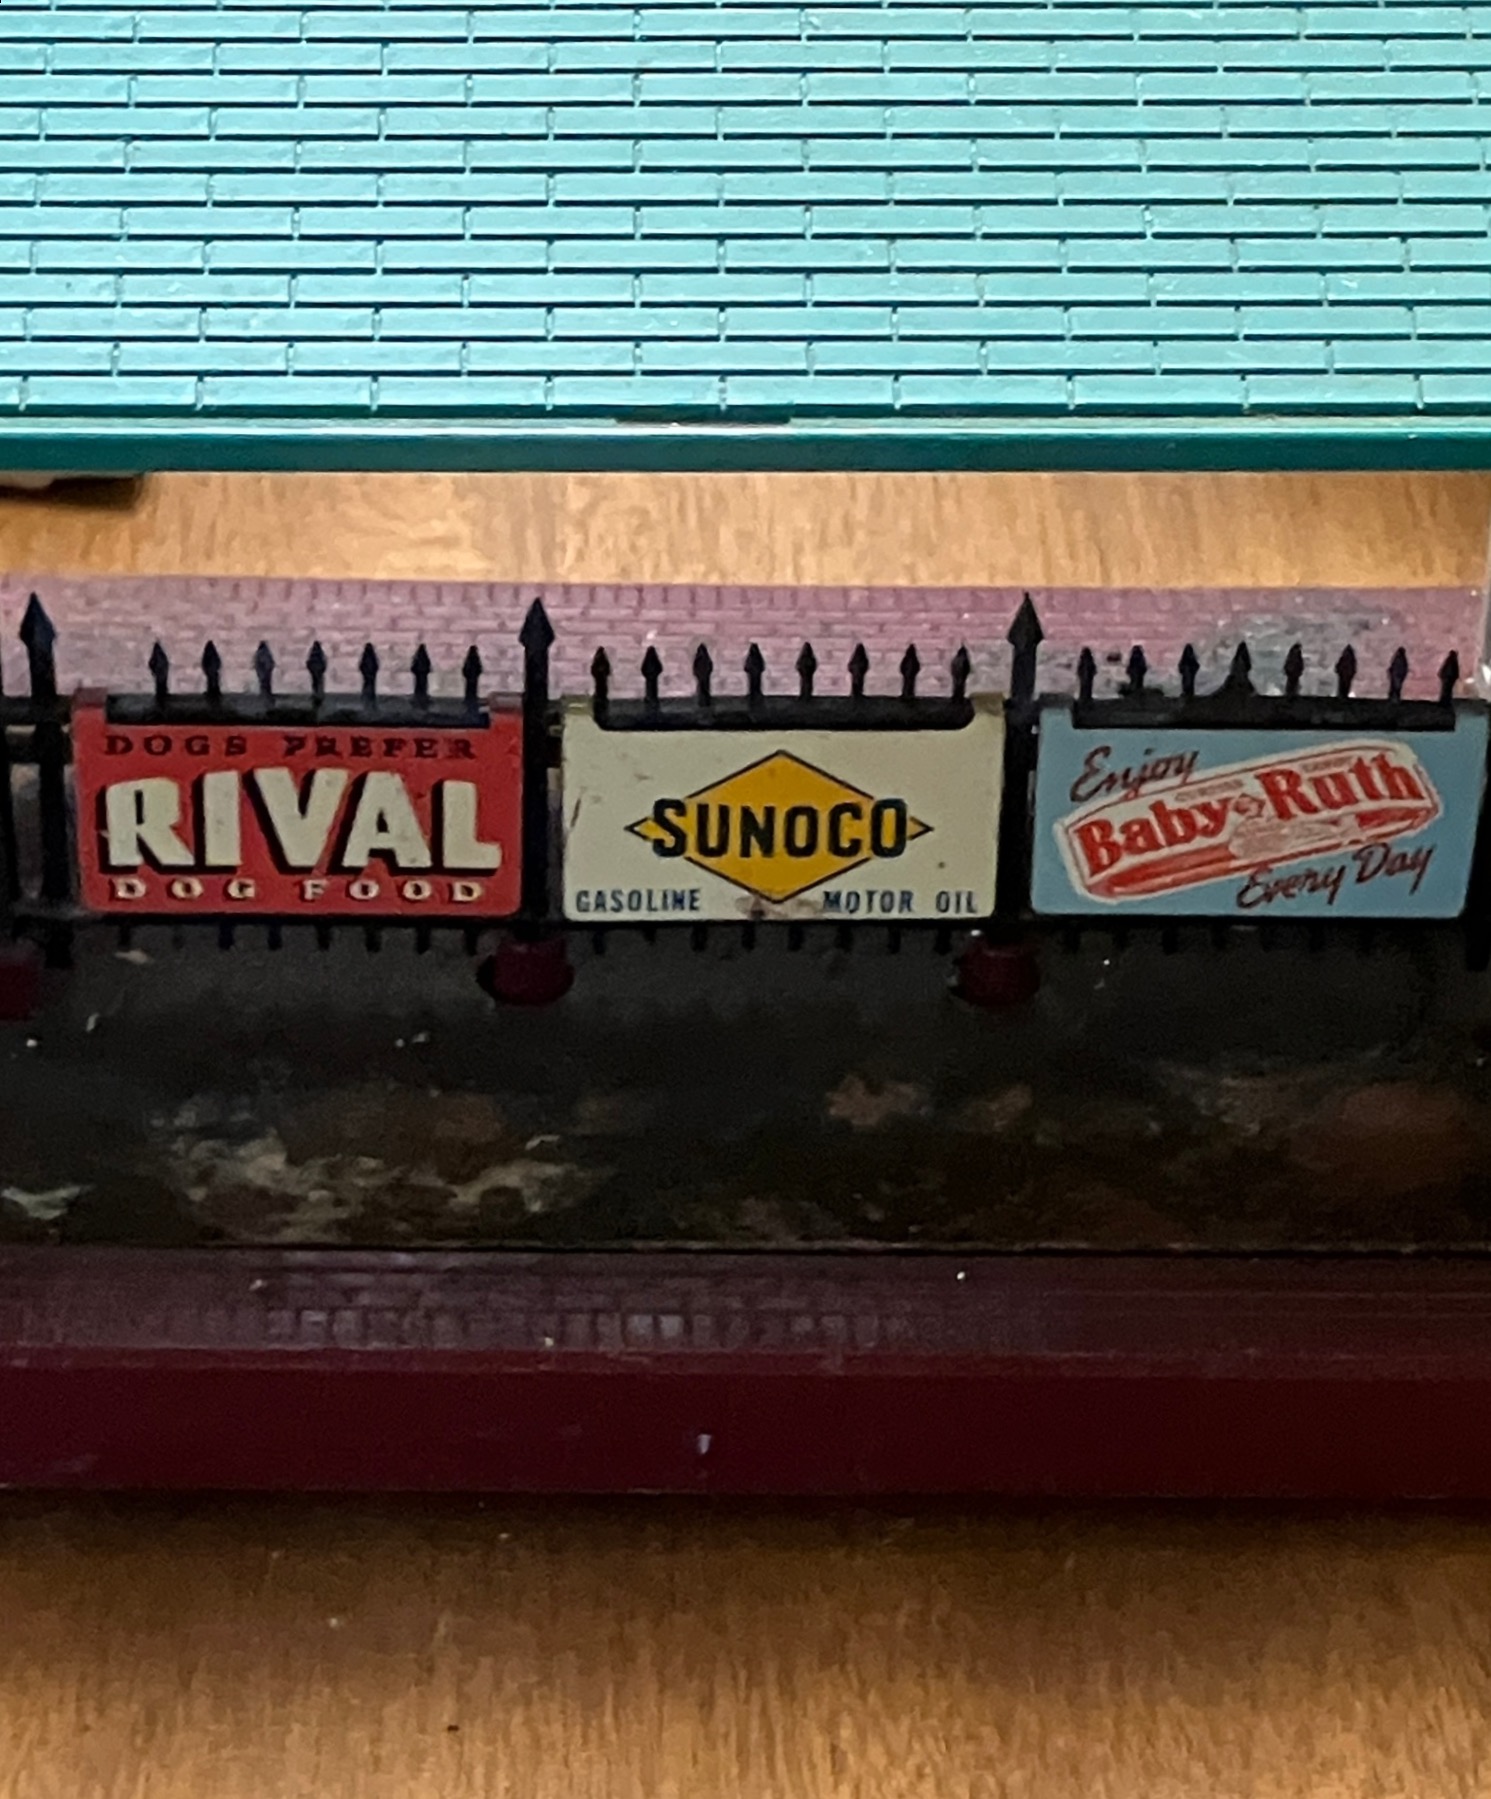 DOGS PREFER
RIVAL
DOG FOOD
SUNOCO
GASOLINE MOTOR OIL
Enjoy
Baby Ruth
Every Day